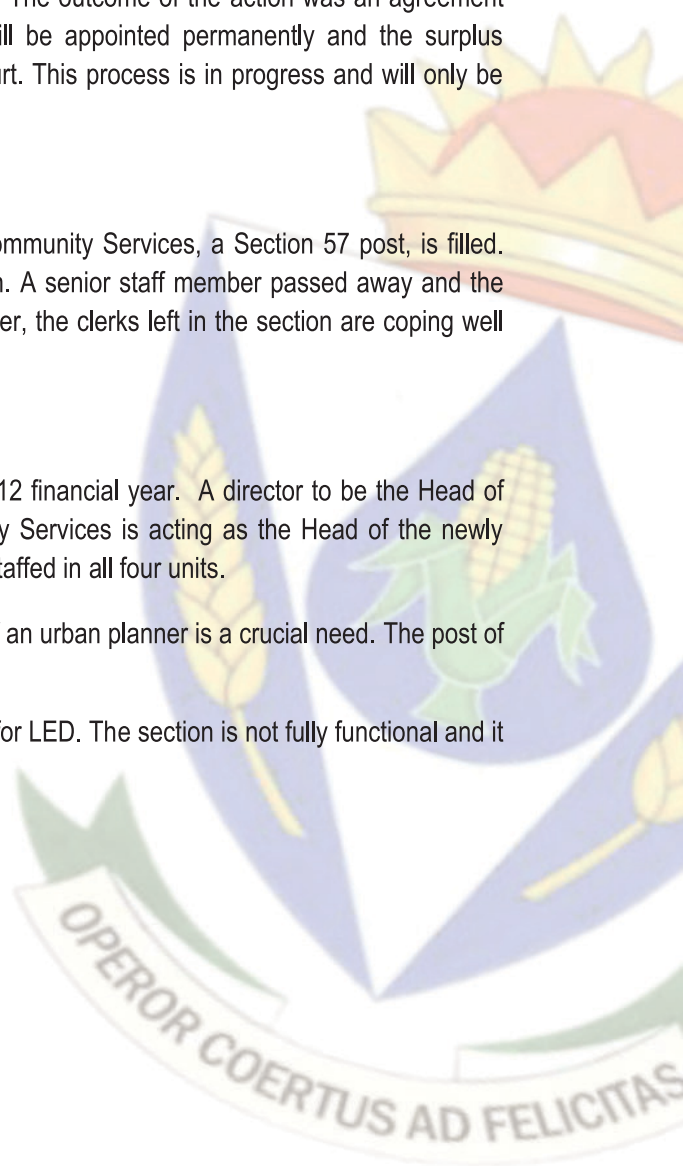 The outcome of the action was an agreement
ill be appointed permanently and the surplus
rt. This process is in progress and will only be
ommunity Services, a Section 57 post, is filled.
n. A senior staff member passed away and the
er, the clerks left in the section are coping well
12 financial year. A director to be the Head of
y Services is acting as the Head of the newly
taffed in all four units.
an urban planner is a crucial need. The post of
for LED. The section is not fully functional and it
OPEROR COERTUS AD FELICITAS